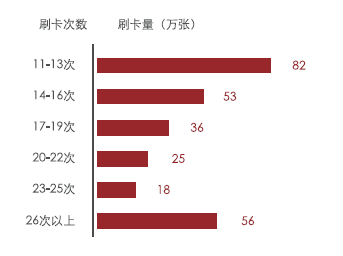 刷卡次数 刷卡量（万张）
11-13次 82
14-16次 53
17-19次 36
20-22次 25
23-25次 18
26次以上 56